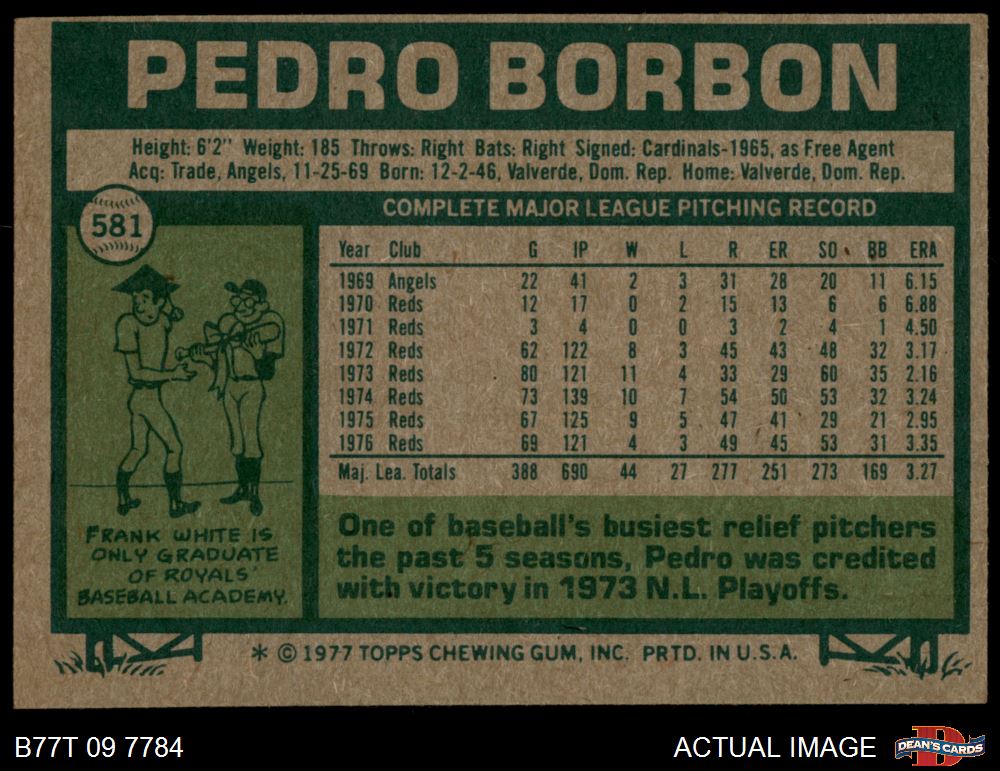 PEDRO BORBON
Height: 6'2" Weight: 185 Throws: Right Bats: Right Signed: Cardinals-1965, as Free Agent
Acq: Trade, Angels, 11-25-69 Born: 12-2-46, Valverde, Dom. Rep. Home: Valverde, Dom. Rep.
581
COMPLETE MAJOR LEAGUE PITCHING RECORD
Year Club G IP W L R ER SO BB ERA
1969 Angels 22 41 2 3 31 28 20 11 6.15
1970 Reds 12 17 0 2 15 13 6 6 6.88
1971 Reds 3 4 0 0 3 2 4 1 4.50
1972 Reds 62 122 8 3 45 43 48 32 3.17
1973 Reds 80 121 11 4 33 29 60 35 2.16
1974 Reds 73 139 10 7 54 50 53 32 3.24
1975 Reds 67 125 9 5 47 41 29 21 2.95
1976 Reds 69 121 4 3 49 45 53 31 3.35
Maj. Lea. Totals 388 690 44 27 277 251 273 169 3.27
FRANK WHITE IS
ONLY GRADUATE
OF ROYALS'
BASEBALL ACADEMY.
One of baseball's busiest relief pitchers
the past 5 seasons, Pedro was credited
with victory in 1973 N.L. Playoffs.
* © 1977 TOPPS CHEWING GUM, INC. PRTD. IN U.S.A.
B77T 09 7784
ACTUAL IMAGE
D
DEAN'S CARDS